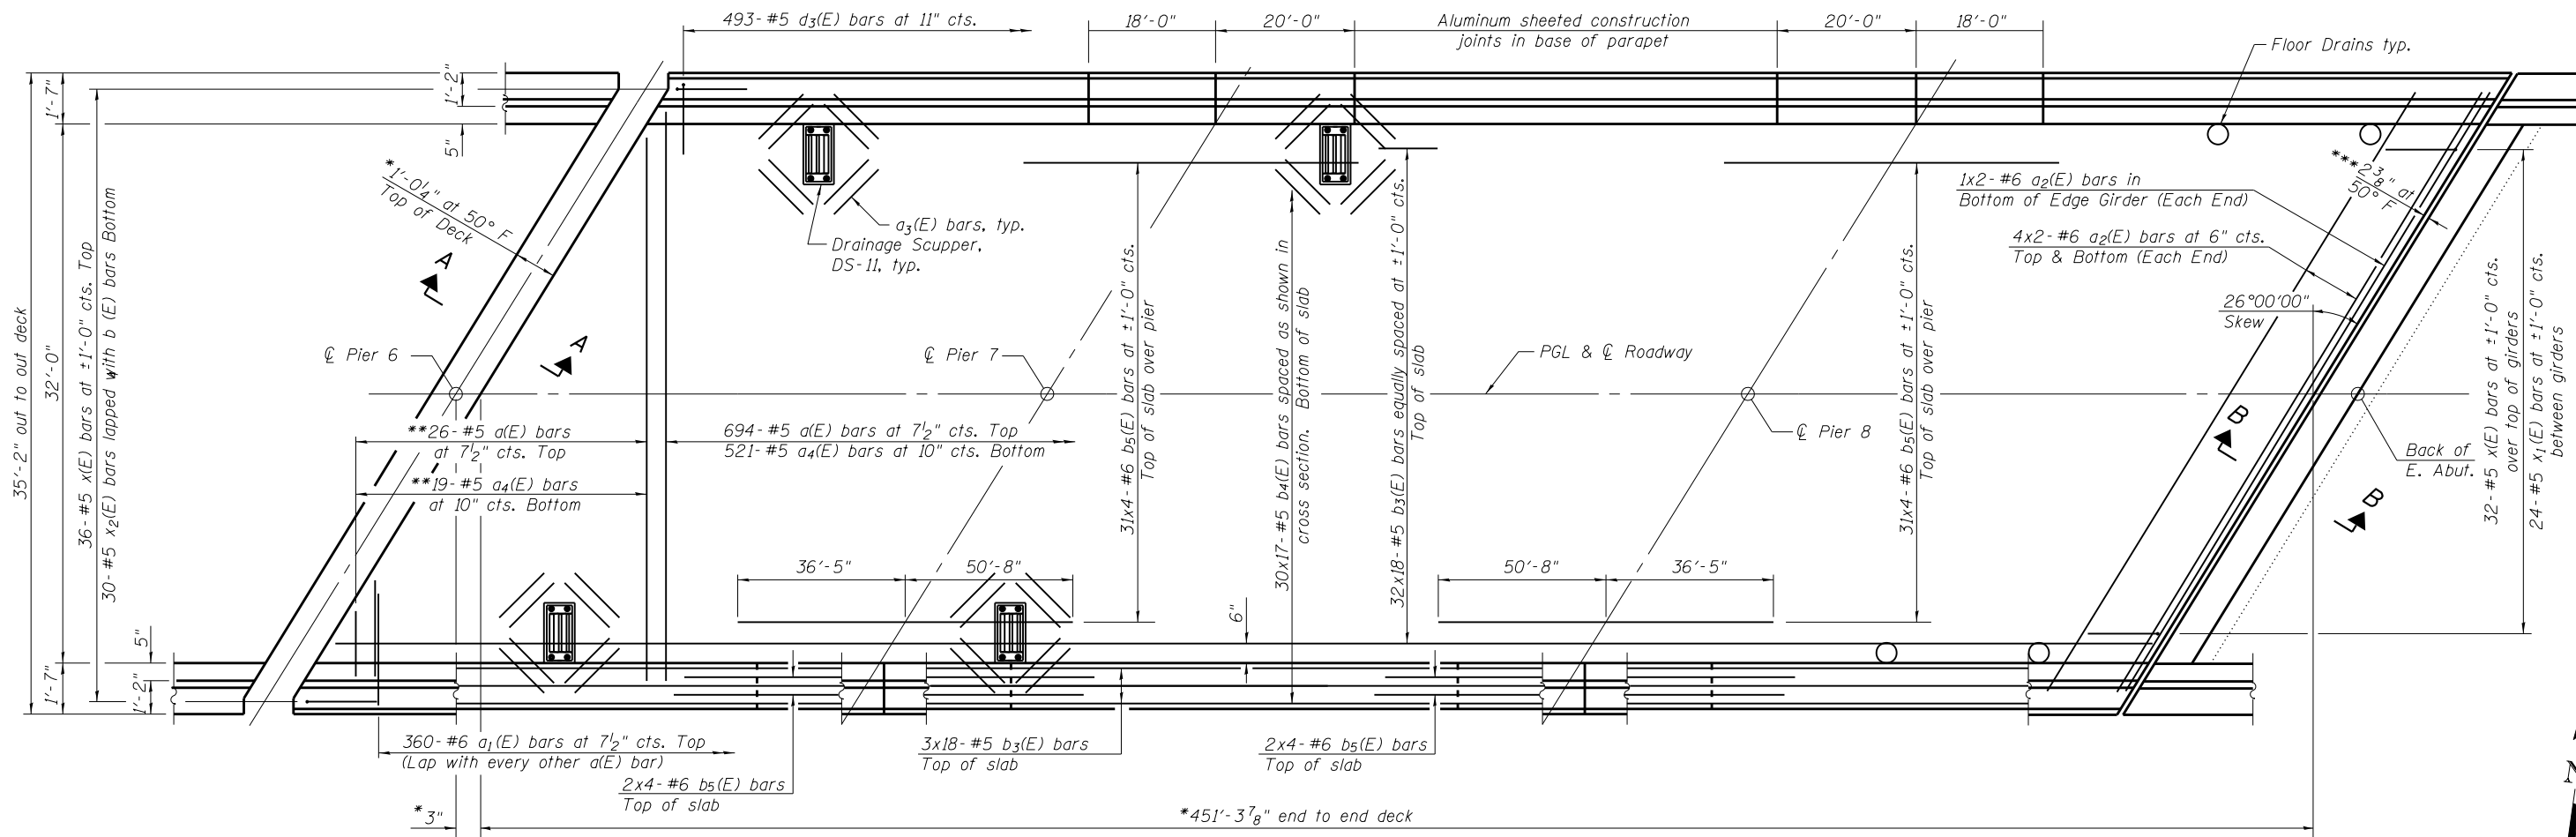 493-#5 d3(E) bars at 11" cts.
18'-0"
20'-0"
Aluminum sheeted construction
joints in base of parapet
20'-0"
18'-0"
Floor Drains typ.
1'-7"
1'-2"
5"
*1'-0¼" at 50° F
Top of Deck
A
A
35'-2" out to out deck
32'-0"
36-#5 x(E) bars at ±1'-0" cts. Top
30-#5 x2(E) bars lapped with b (E) bars Bottom
a3(E) bars, typ.
Drainage Scupper,
DS-11, typ.
31x4-#6 b5(E) bars at ±1'-0" cts.
Top of slab over pier
30x17-#5 b4(E) bars spaced as shown in
cross section. Bottom of slab
32x18-#5 b3(E) bars equally spaced at ±1'-0" cts.
Top of slab
31x4-#6 b5(E) bars at ±1'-0" cts.
Top of slab over pier
1x2-#6 a2(E) bars in
Bottom of Edge Girder (Each End)
4x2-#6 a2(E) bars at 6" cts.
Top & Bottom (Each End)
***2⅜" at
50° F
26°00'00"
Skew
32-#5 x(E) bars at ±1'-0" cts.
over top of girders
24-#5 x1(E) bars at ±1'-0" cts.
between girders
℄ Pier 6
℄ Pier 7
PGL & ℄ Roadway
℄ Pier 8
B
B
Back of
E. Abut.
**26-#5 a(E) bars
at 7½" cts. Top
694-#5 a(E) bars at 7½" cts. Top
521-#5 a4(E) bars at 10" cts. Bottom
**19-#5 a4(E) bars
at 10" cts. Bottom
36'-5"
50'-8"
50'-8"
36'-5"
6"
5"
1'-7"
1'-2"
360-#6 a1(E) bars at 7½" cts. Top
(Lap with every other a(E) bar)
2x4-#6 b5(E) bars
Top of slab
3x18-#5 b3(E) bars
Top of slab
2x4-#6 b5(E) bars
Top of slab
*3"
*451'-3⅞" end to end deck
N